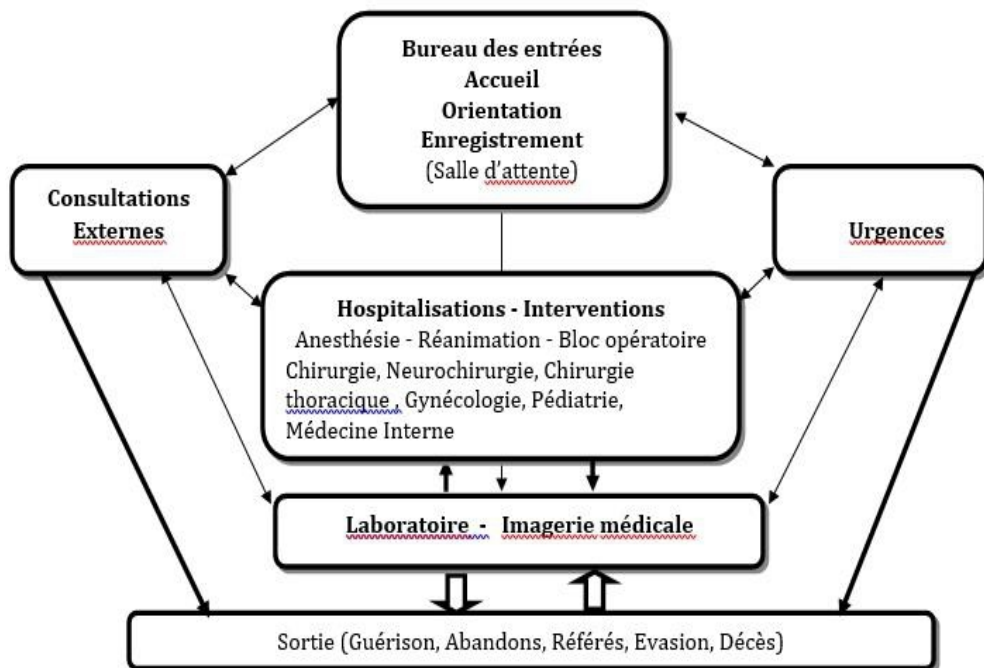 Bureau des entrées
Accueil
Orientation
Enregistrement
(Salle d'attente)
Consultations
Externes
Urgences
Hospitalisations - Interventions
Anesthésie - Réanimation - Bloc opératoire
Chirurgie, Neurochirurgie, Chirurgie
thoracique , Gynécologie, Pédiatrie,
Médecine Interne
Laboratoire - Imagerie médicale
Sortie (Guérison, Abandons, Référés, Evasion, Décès)